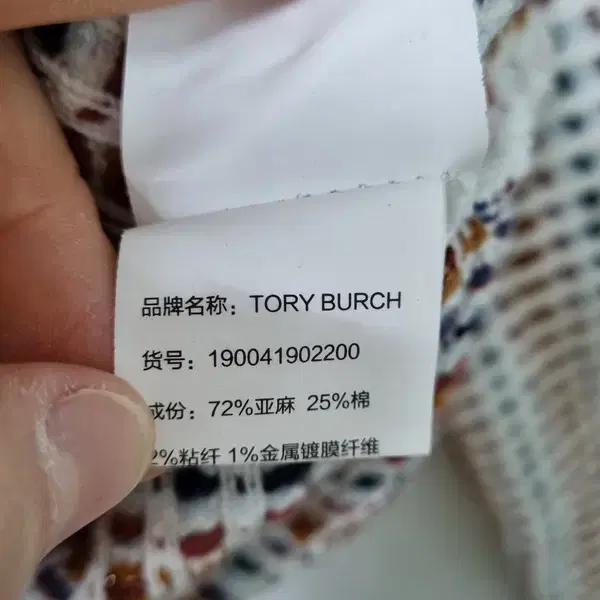 品牌名称: TORY BURCH
货号: 190041902200
成份: 72%亚麻 25%棉
2%粘纤 1%金属镀膜纤维